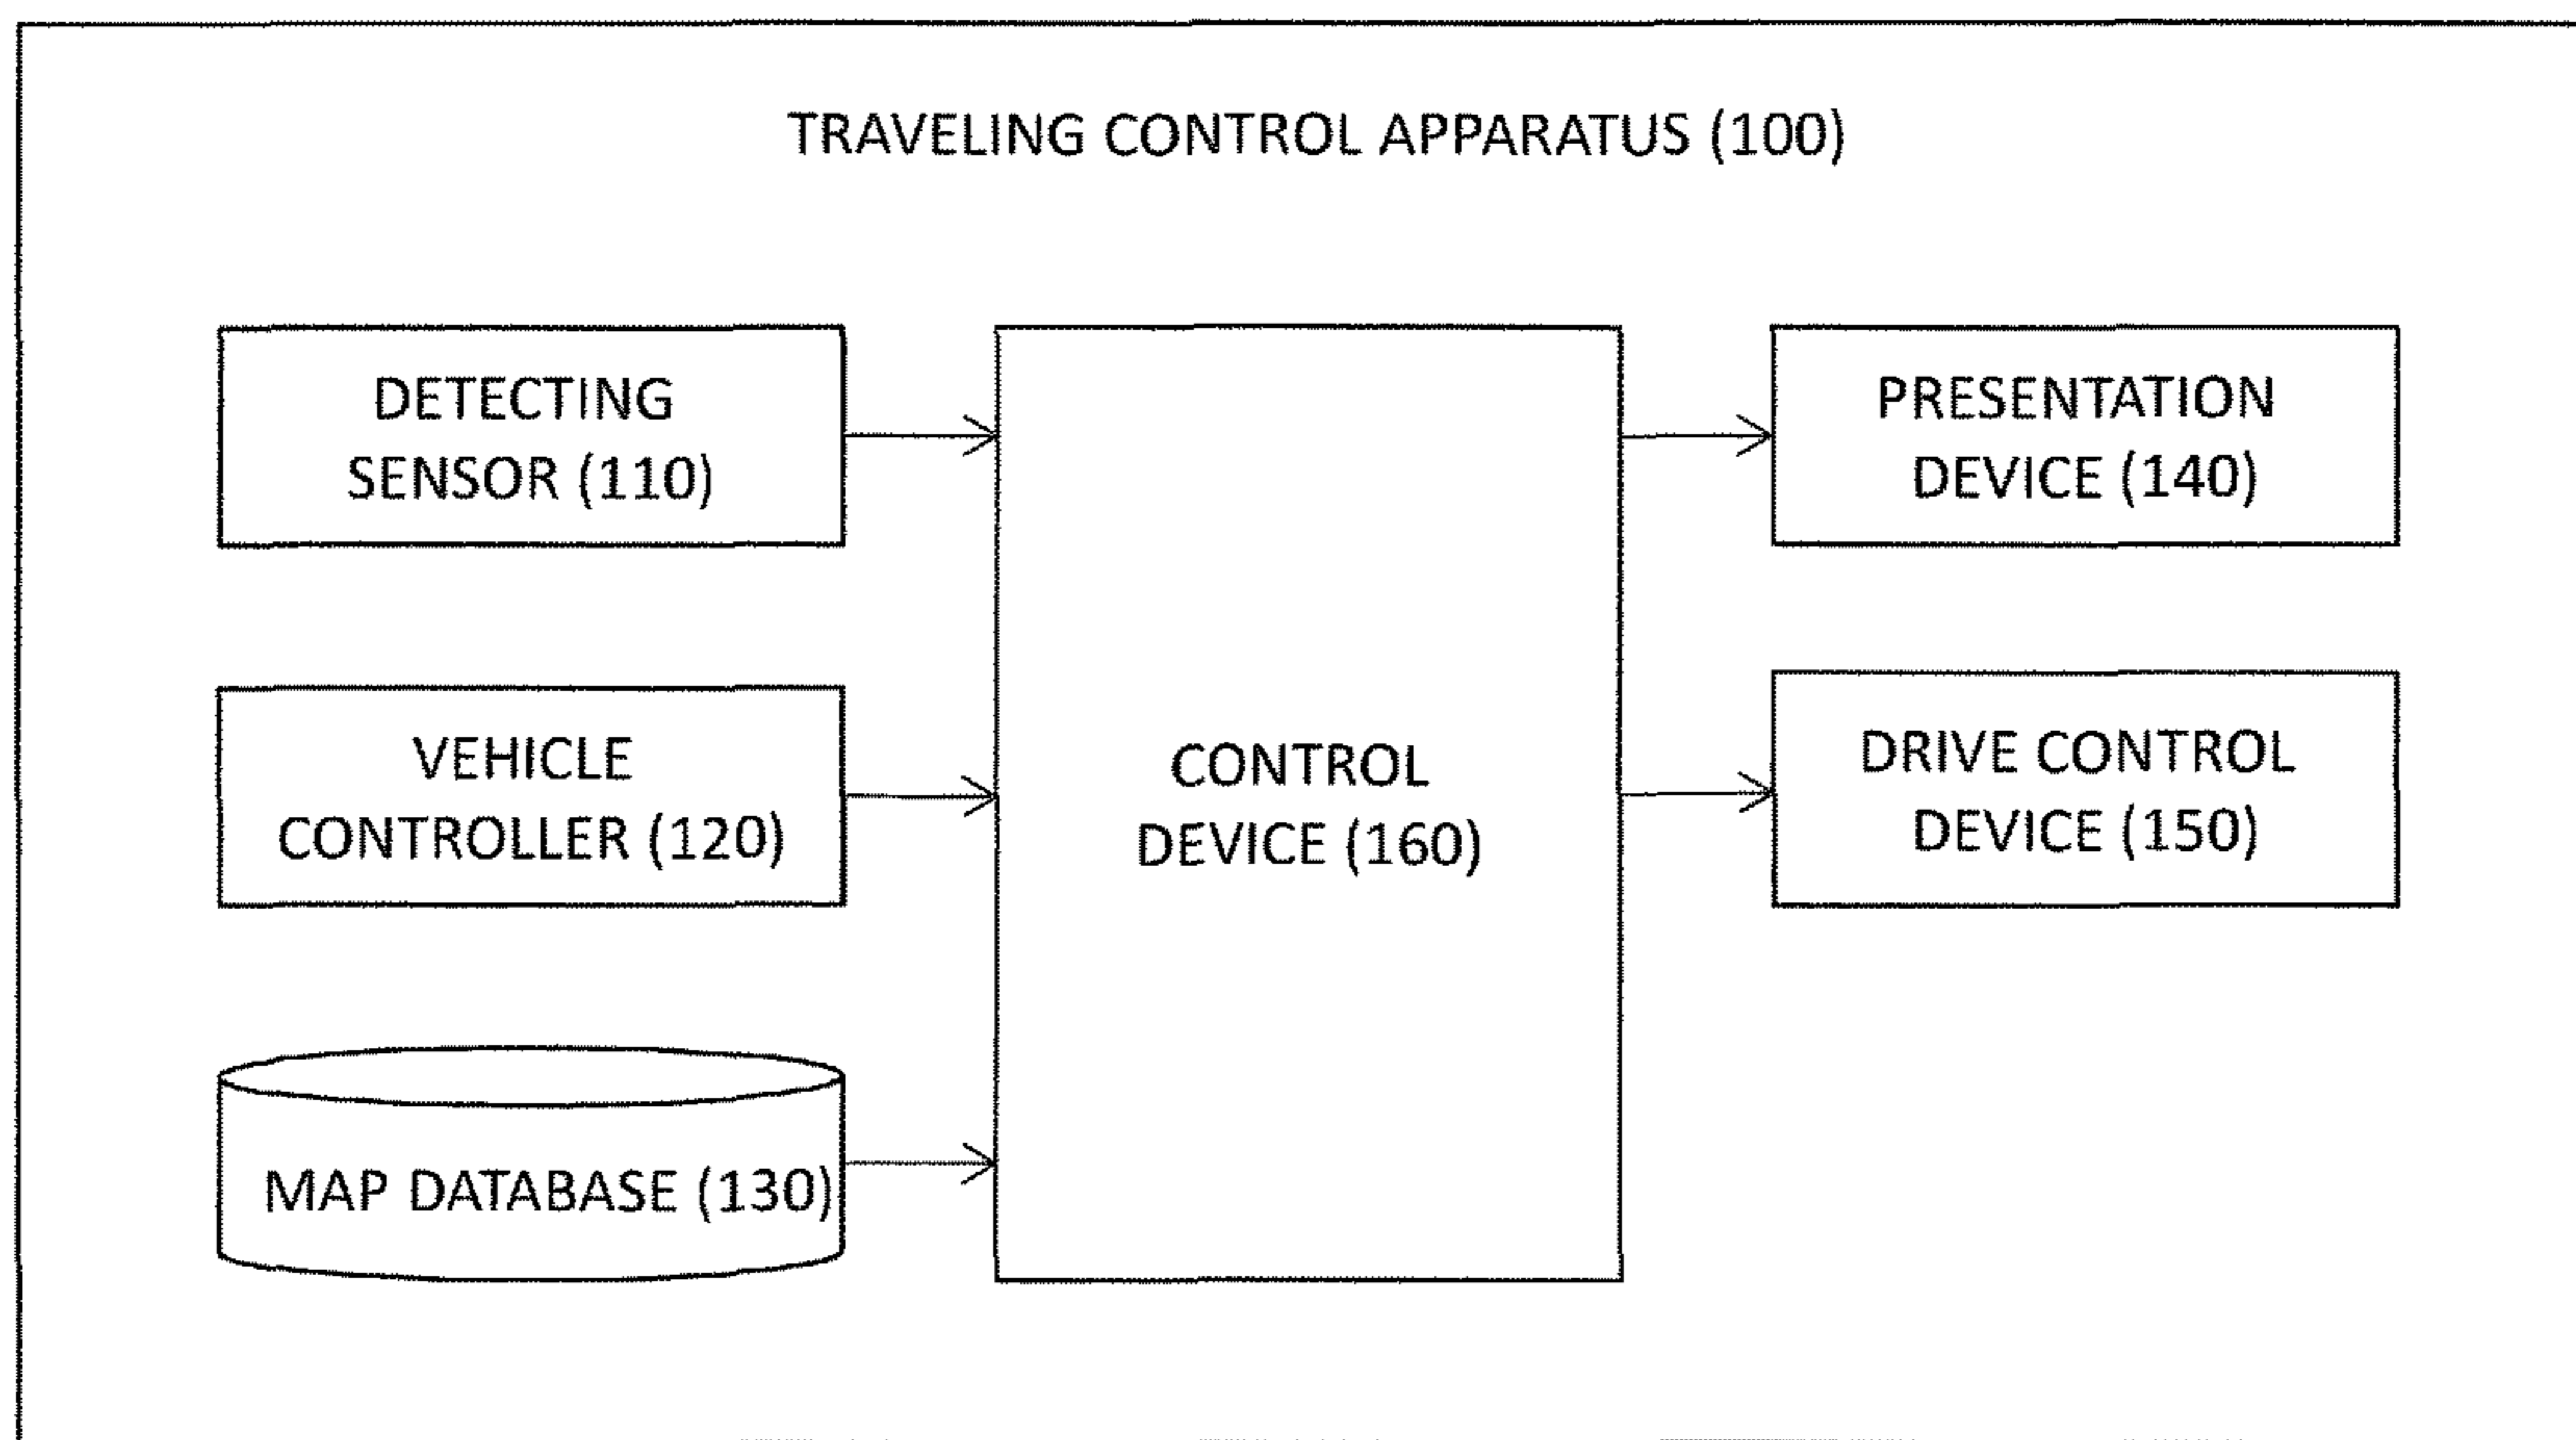 TRAVELING CONTROL APPARATUS (100)
DETECTING
SENSOR (110)
VEHICLE
CONTROLLER (120)
MAP DATABASE (130)
CONTROL
DEVICE (160)
PRESENTATION
DEVICE (140)
DRIVE CONTROL
DEVICE (150)